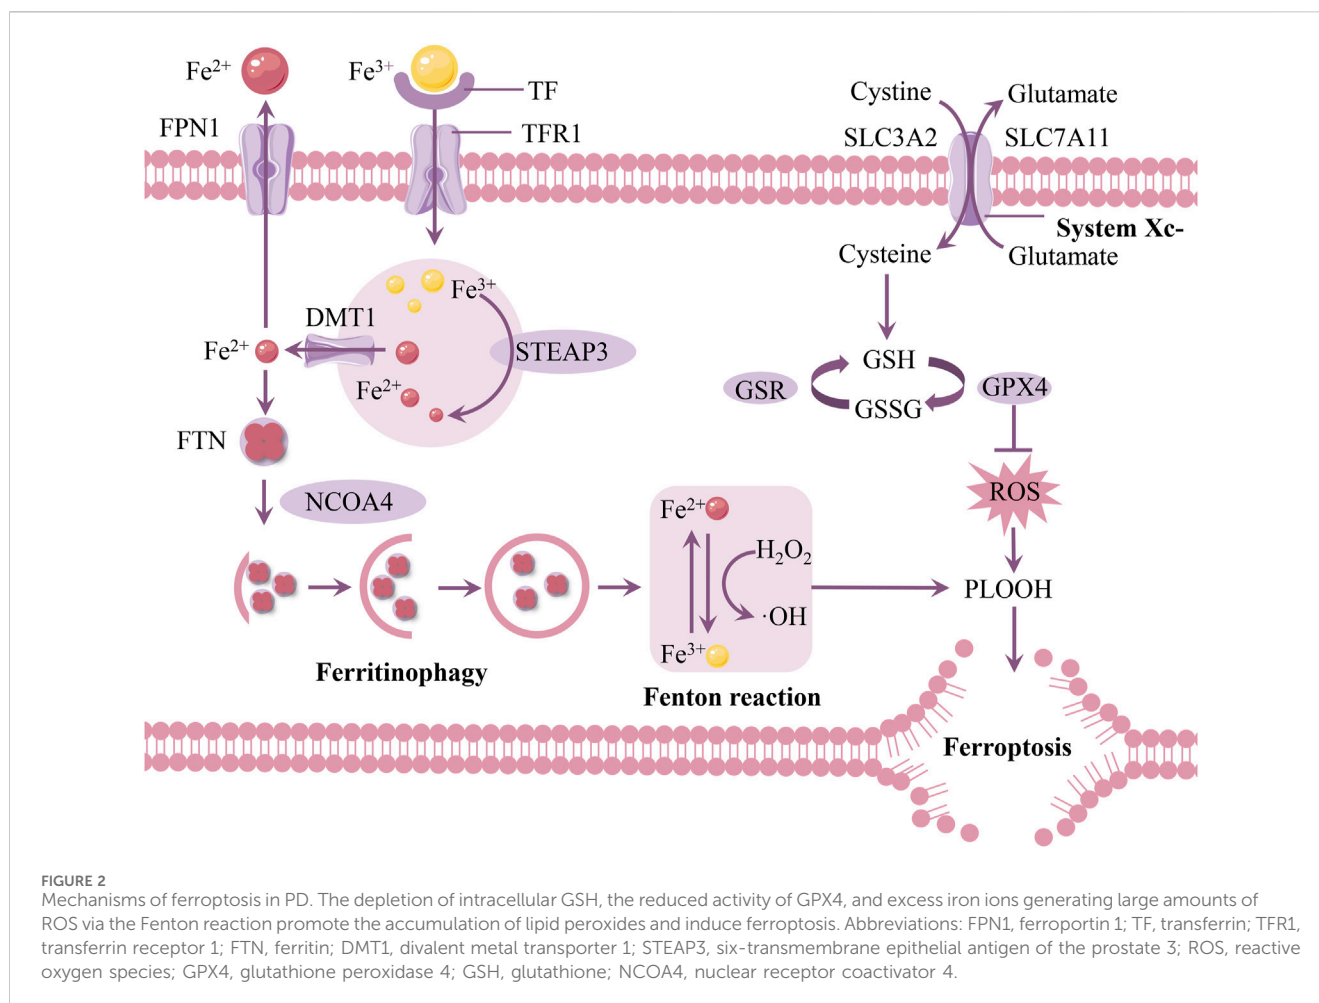 Fe2+
Fe3+
TF
FPN1
TFR1
Cystine
Glutamate
SLC3A2
SLC7A11
System Xc-
Cysteine
Glutamate
Fe3+
DMT1
Fe2+
STEAP3
Fe2+
GSH
GSR
GPX4
GSSG
FTN
NCOA4
ROS
Fe2+
H2O2
·OH
Fe3+
PLOOH
Ferritinophagy
Fenton reaction
Ferroptosis
FIGURE 2
Mechanisms of ferroptosis in PD. The depletion of intracellular GSH, the reduced activity of GPX4, and excess iron ions generating large amounts of
ROS via the Fenton reaction promote the accumulation of lipid peroxides and induce ferroptosis. Abbreviations: FPN1, ferroportin 1; TF, transferrin; TFR1,
transferrin receptor 1; FTN, ferritin; DMT1, divalent metal transporter 1; STEAP3, six-transmembrane epithelial antigen of the prostate 3; ROS, reactive
oxygen species; GPX4, glutathione peroxidase 4; GSH, glutathione; NCOA4, nuclear receptor coactivator 4.